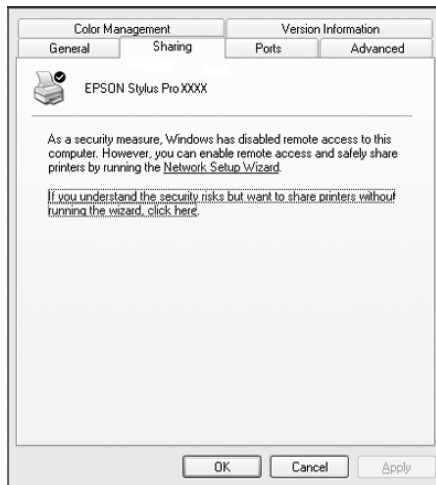 Color Management Version Information
General Sharing Ports Advanced
EPSON Stylus Pro XXXX
As a security measure, Windows has disabled remote access to this
computer. However, you can enable remote access and safely share
printers by running the Network Setup Wizard.
If you understand the security risks but want to share printers without
running the wizard, click here.
OK Cancel Apply